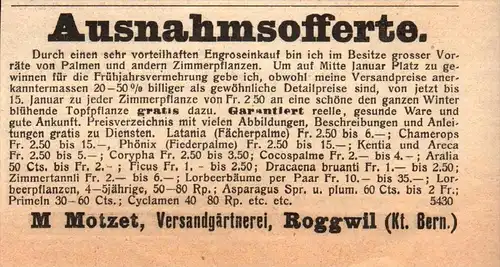 Ausnahmsofferte.
Durch einen sehr vorteilhaften Engroseinkauf bin ich im Besitze grosser Vor-
räte von Palmen und andern Zimmerpflanzen. Um auf Mitte Januar Platz zu ge-
winnen für die Frühjahrsvermehrung gebe ich, obwohl meine Versandpreise aner-
kanntermassen 20—50% billiger als gewöhnliche Detailpreise sind, von jetzt bis
15. Januar zu jeder Zimmerpflanze von Fr. 2 50 an eine schöne den ganzen Winter
blühende Topfpflanze gratis dazu. Garantiert reelle, gesunde Ware und
gute Ankunft. Preisverzeichnis mit vielen Abbildungen, Beschreibungen und Anlei-
tungen gratis zu Diensten. Latania (Fächerpalme) Fr. 2.50 bis 6.—; Chamerops
Fr. 2.50 bis 15.—, Phönix (Fiederpalme) Fr. 2.50 bis 15.—; Kentia und Areca
Fr. 2.50 bis 5.—; Corypha Fr. 2.50 bis 3.50; Cocospalme Fr. 2.— bis 4.— Aralia
50 Cts. bis Fr. 2.— ; Ficus Fr. 1. - bis 2.50; Dracaena bruanti Fr. 1.— bis 2.50;
Zimmertannli Fr. 2.— bis 6.—; Lorbeerbäume per Paar Fr. 10.— bis 35.—; Lor-
beerpflanzen, 4—5jährige, 50—80 Rp.; Asparagus Spr. u. plum. 60 Cts. bis 2 Fr.;
Primeln 30—60 Cts.; Cyclamen 40 80 Rp. etc. etc. 5430
M Motzet, Versandgärtnerei, Roggwil (Kt. Bern.)